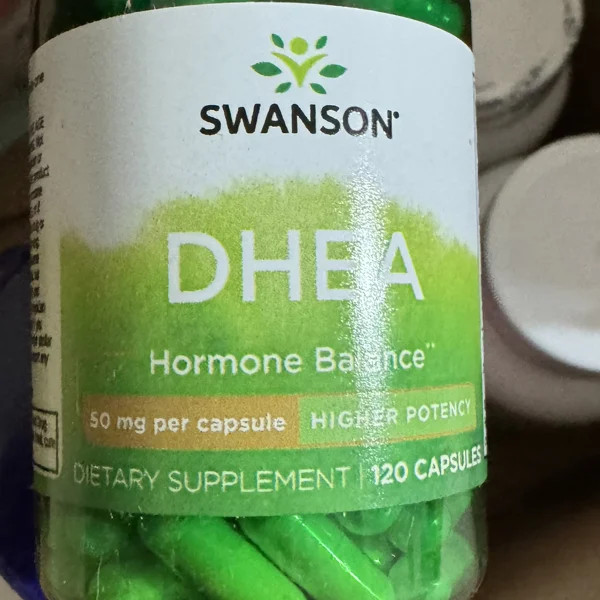 SWANSON
DHEA
Hormone Balance**
50 mg per capsule HIGHER POTENCY
DIETARY SUPPLEMENT | 120 CAPSULES